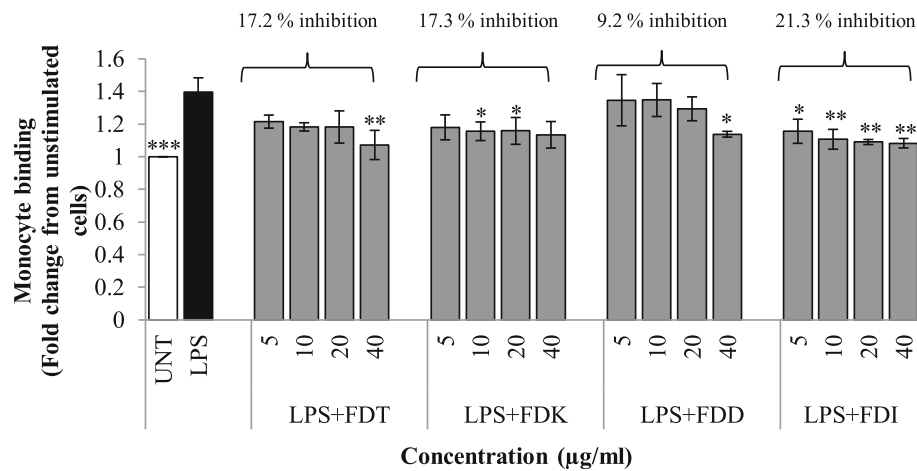 17.2 % inhibition 17.3 % inhibition 9.2 % inhibition 21.3 % inhibition
Monocyte binding
(Fold change from unstimulated
cells)
1.6
1.4
1.2
1
0.8
0.6
0.4
0.2
0
*** ** * * * * ** ** **
UNT LPS 5 10 20 40 5 10 20 40 5 10 20 40 5 10 20 40
LPS+FDT LPS+FDK LPS+FDD LPS+FDI
Concentration (µg/ml)